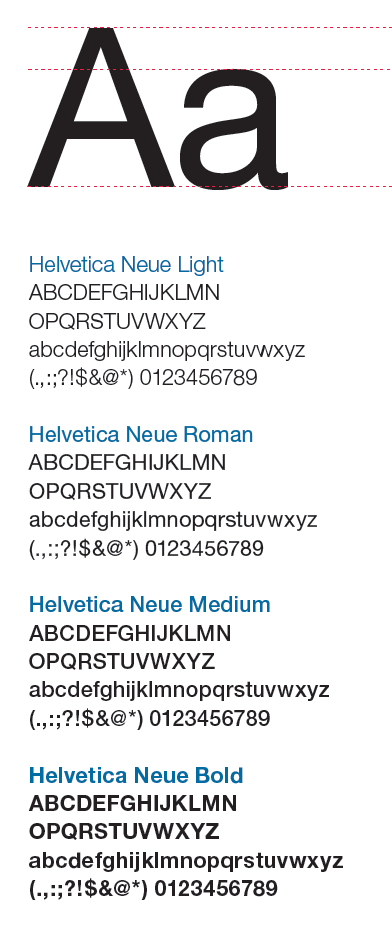 Aa
Helvetica Neue Light
ABCDEFGHIJKLMN
OPQRSTUVWXYZ
abcdefghijklmnopqrstuvwxyz
(.,:;?!$&@*) 0123456789
Helvetica Neue Roman
ABCDEFGHIJKLMN
OPQRSTUVWXYZ
abcdefghijklmnopqrstuvwxyz
(.,:;?!$&@*) 0123456789
Helvetica Neue Medium
ABCDEFGHIJKLMN
OPQRSTUVWXYZ
abcdefghijklmnopqrstuvwxyz
(.,:;?!$&@*) 0123456789
Helvetica Neue Bold
ABCDEFGHIJKLMN
OPQRSTUVWXYZ
abcdefghijklmnopqrstuvwxyz
(.,:;?!$&@*) 0123456789